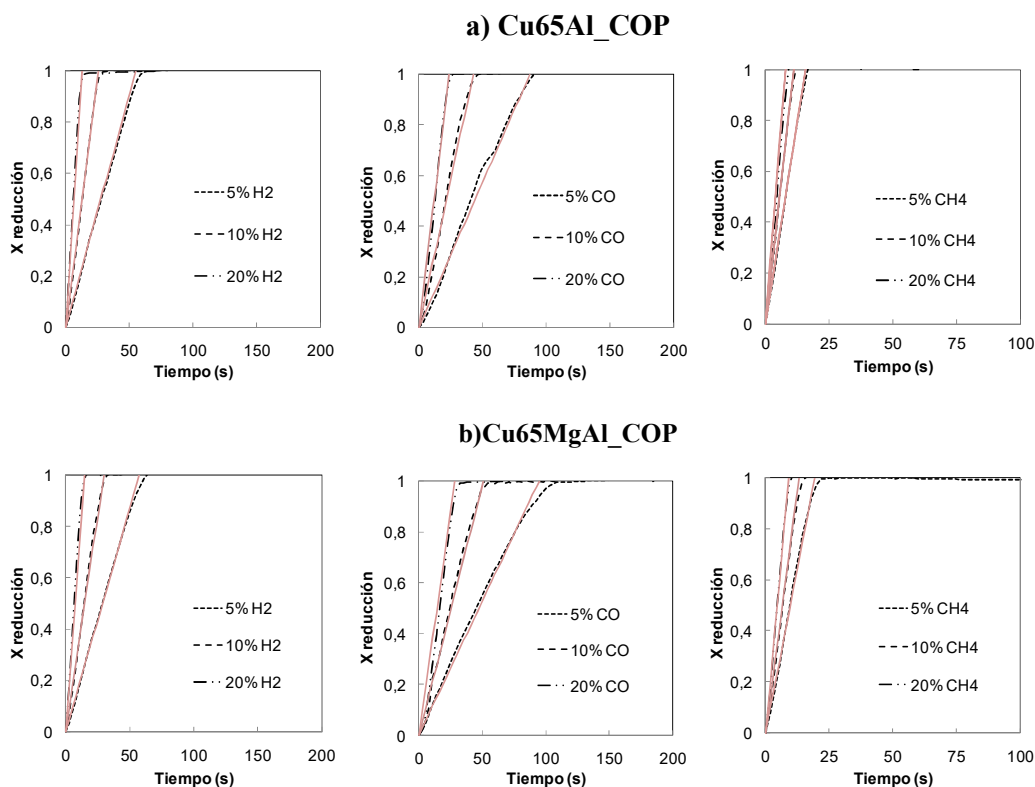 a) Cu65Al_COP
X reducción
1
0,8
0,6
0,4
0,2
0
0 50 100 150 200
Tiempo (s)
5% H2
10% H2
20% H2
X reducción
1
0,8
0,6
0,4
0,2
0
0 50 100 150 200
Tiempo (s)
5% CO
10% CO
20% CO
X reducción
1
0,8
0,6
0,4
0,2
0
0 25 50 75 100
Tiempo (s)
5% CH4
10% CH4
20% CH4
b)Cu65MgAl_COP
X reducción
1
0,8
0,6
0,4
0,2
0
0 50 100 150 200
Tiempo (s)
5% H2
10% H2
20% H2
X reducción
1
0,8
0,6
0,4
0,2
0
0 50 100 150 200
Tiempo (s)
5% CO
10% CO
20% CO
X reducción
1
0,8
0,6
0,4
0,2
0
0 25 50 75 100
Tiempo (s)
5% CH4
10% CH4
20% CH4